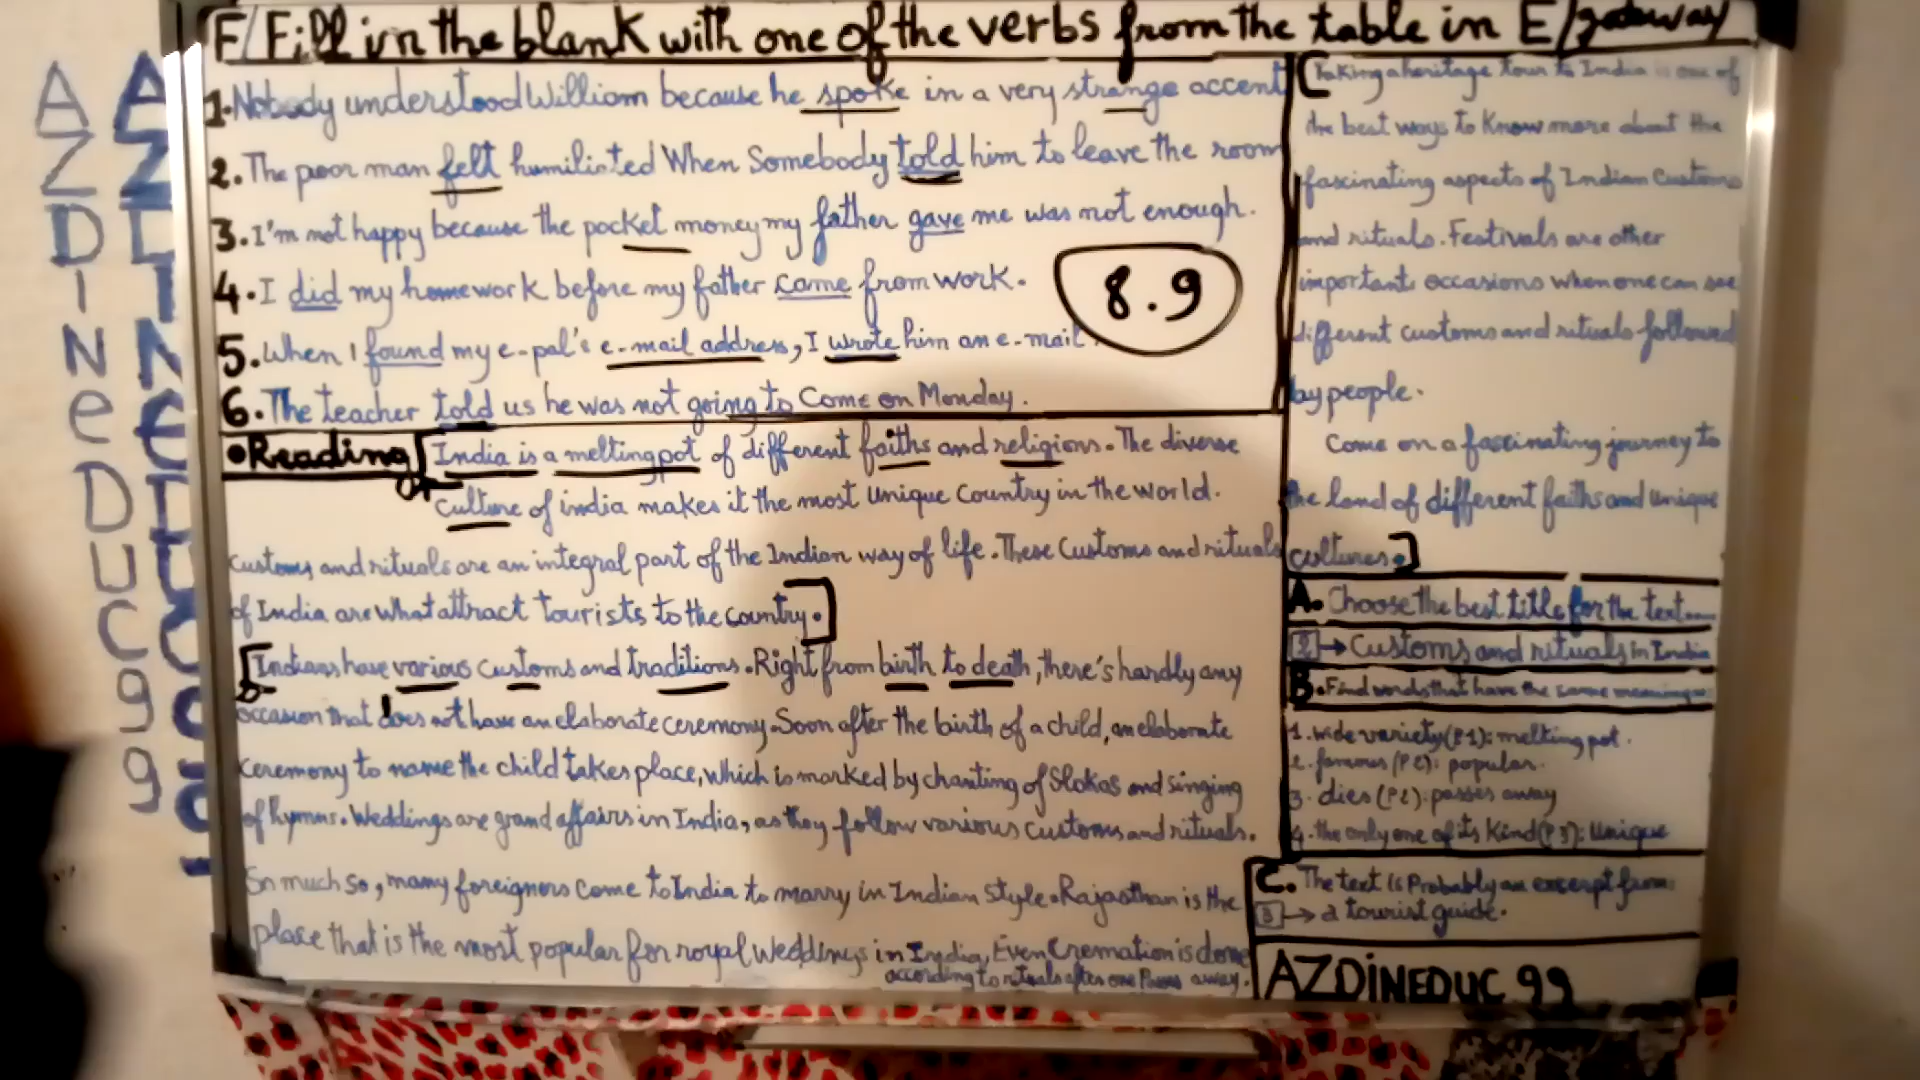 F/Fill in the blank with one of the verbs from the table in E/gateway
1.Nobody understood William because he spoke in a very strange accent
2.The poor man felt humilinted When Somebody told him to leave the room
3.I'm not happy because the pocket money my father gave me was not enough.
4.I did my homework before my father came from work.
5.When I found my e-pal's e-mail address, I wrote him an e-mail.
6.The teacher told us he was not going to Come on Monday.
8.9
•Reading
India is a melting pot of different faiths and religions. The diverse
Culture of india makes it the most Unique Country in the world.
customs and rituals are an integral part of the Indian way of life. These Customs and rituals
of India are what attract tourists to the country.
Indians have various customs and traditions. Right from birth to death, there's hardly any
occasion that does not have an elaborate ceremony. Soon after the birth of a child, an elaborate
ceremony to name the child takes place, which is marked by chanting of Slokas and singing
of hymns. Weddings are grand affairs in India, as they follow various customs and rituals.
So much so, many foreigners come to India to marry in Indian style. Rajasthan is the
place that is the most popular for royal Weddings in India, Even Cremation is done
according to rituals after one Passes away.
Taking a heritage tour to India is one of
the best ways to Know more about the
fascinating aspects of Indian Customs
and rituals. Festivals are other
important occasions when one can see
different customs and rituals followed
by people.
Come on a fascinating journey to
the land of different faiths and unique
cultures.
A. Choose the best title for the text....
2 → Customs and rituals in India
B. Find words that have the same meaning
1. wide variety (P1): melting pot.
2. famous (P2): popular.
3. dies (P2): passes away
4. the only one of its Kind (P3): Unique
C. The text is Probably an excerpt from:
3 → a tourist guide.
AZDINEDUC 99
AZDINeDUC99